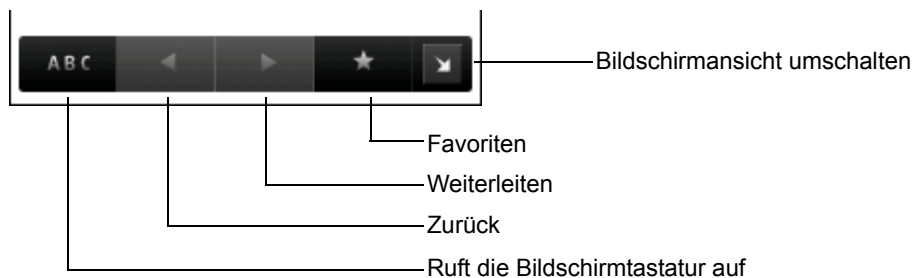 ABC
Bildschirmansicht umschalten
Favoriten
Weiterleiten
Zurück
Ruft die Bildschirmtastatur auf